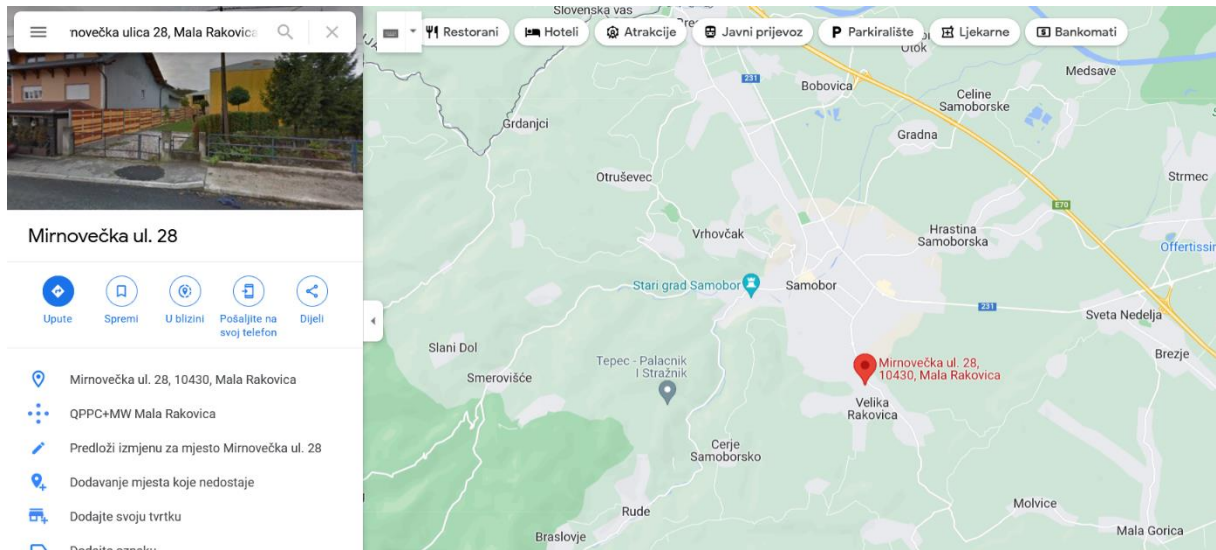 novečka ulica 28, Mala Rakovica
Mirnovečka ul. 28
Upute
Spremi
U blizini
Pošaljite na
svoj telefon
Dijeli
Mirnovečka ul. 28, 10430, Mala Rakovica
QPPC+MW Mala Rakovica
Predloži izmjenu za mjesto Mirnovečka ul. 28
Dodavanje mjesta koje nedostaje
Dodajte svoju tvrtku
Dodajte oznaku
Slovenska vas
Restorani
Hoteli
Atrakcije
Javni prijevoz
P Parkiralište
Ljekarne
Bankomati
Otok
231
Bobovica
Medsave
Celine
Samoborske
Grdanjci
Gradna
Otruševec
Strmec
E70
Vrhovčak
Hrastina
Samoborska
Offertissin
Stari grad Samobor
Samobor
231
Sveta Nedelja
Slani Dol
Brezje
Tepec - Palacnik
I Stražnik
Smerovišće
Mirnovečka ul. 28,
10430, Mala Rakovica
Velika
Rakovica
Cerje
Samoborsko
Rude
Molvice
Braslovje
Mala Gorica